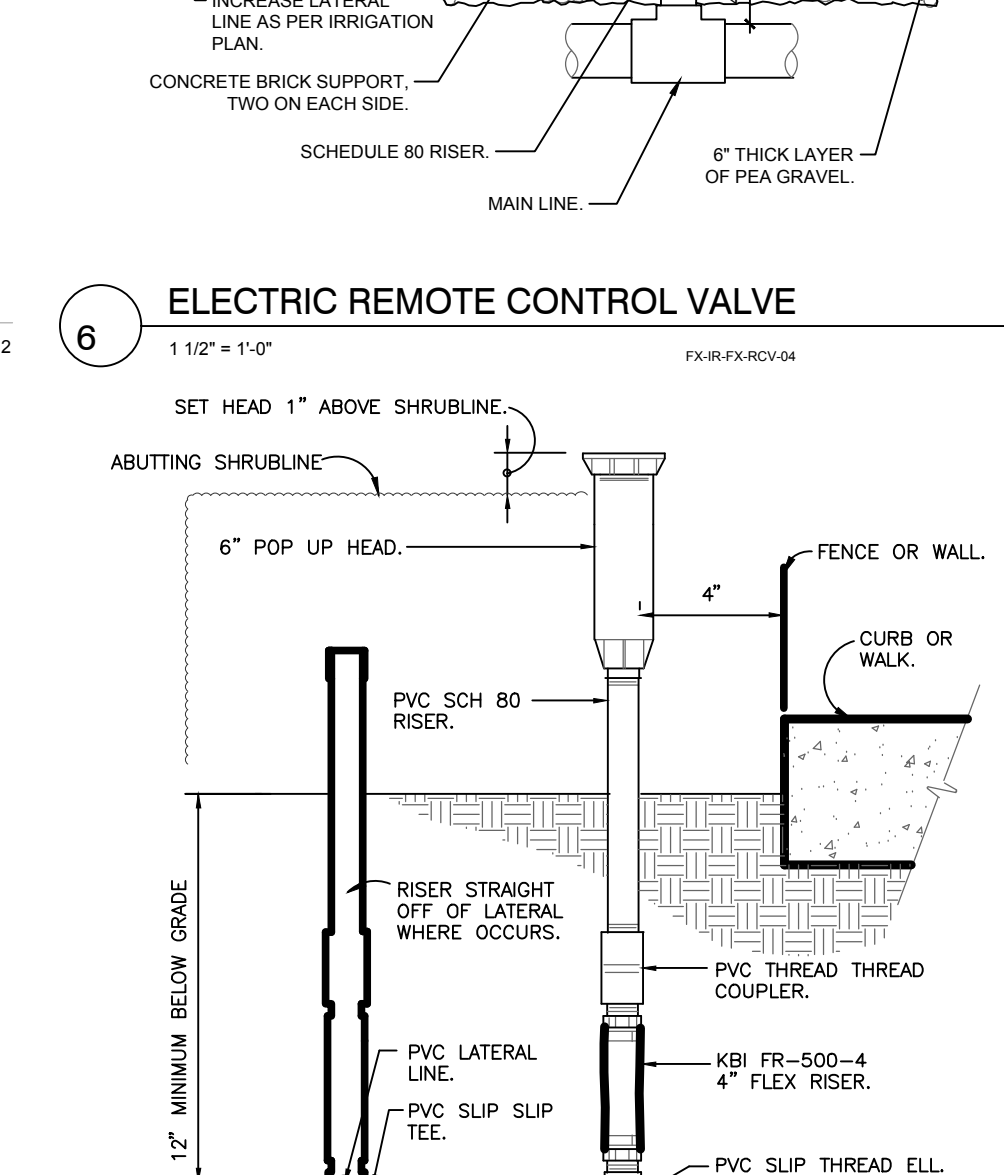 INCREASE LATERAL
LINE AS PER IRRIGATION
PLAN.
CONCRETE BRICK SUPPORT,
TWO ON EACH SIDE.
SCHEDULE 80 RISER.
6" THICK LAYER
OF PEA GRAVEL.
MAIN LINE.
2
6
ELECTRIC REMOTE CONTROL VALVE
1 1/2" = 1'-0"
FX-IR-FX-RCV-04
SET HEAD 1” ABOVE SHRUBLINE.
ABUTTING SHRUBLINE
6” POP UP HEAD.
FENCE OR WALL.
4”
CURB OR
WALK.
PVC SCH 80
RISER.
RISER STRAIGHT
OFF OF LATERAL
WHERE OCCURS.
12” MINIMUM BELOW GRADE
PVC THREAD THREAD
COUPLER.
PVC LATERAL
LINE.
KBI FR-500-4
4” FLEX RISER.
PVC SLIP SLIP
TEE.
PVC SLIP THREAD ELL.